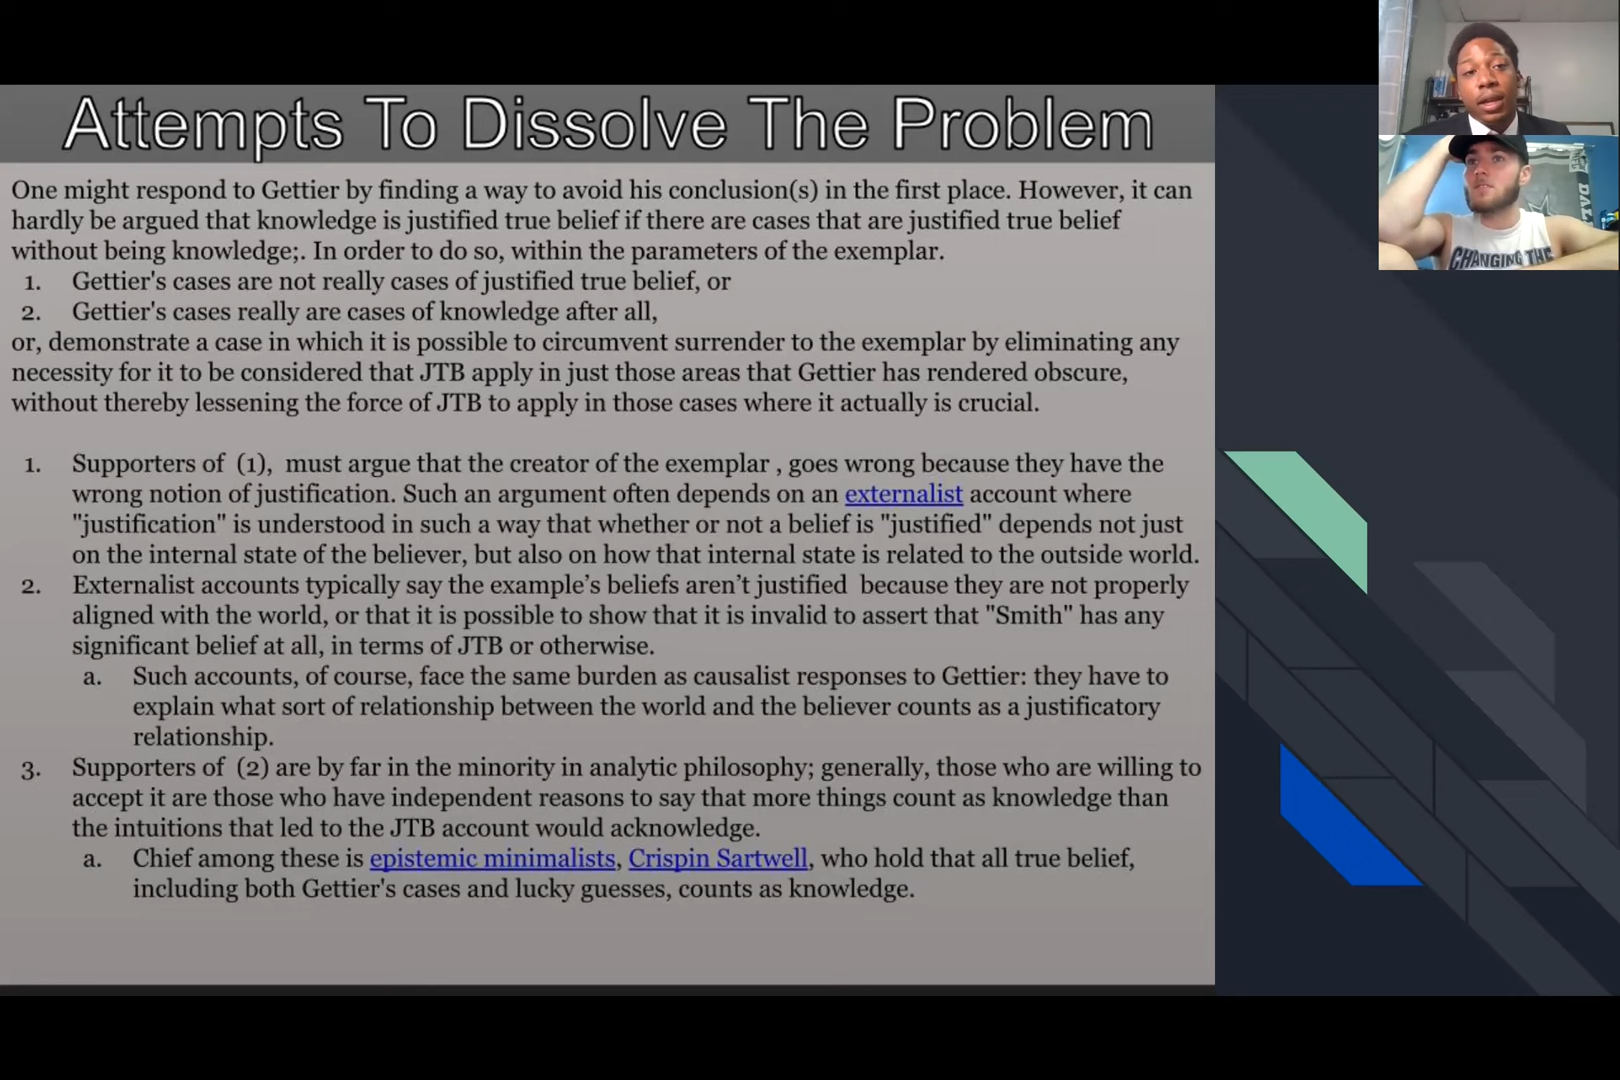 Attempts To Dissolve The Problem
One might respond to Gettier by finding a way to avoid his conclusion(s) in the first place. However, it can
hardly be argued that knowledge is justified true belief if there are cases that are justified true belief
without being knowledge;. In order to do so, within the parameters of the exemplar.
1. Gettier's cases are not really cases of justified true belief, or
2. Gettier's cases really are cases of knowledge after all,
or, demonstrate a case in which it is possible to circumvent surrender to the exemplar by eliminating any
necessity for it to be considered that JTB apply in just those areas that Gettier has rendered obscure,
without thereby lessening the force of JTB to apply in those cases where it actually is crucial.
1. Supporters of (1), must argue that the creator of the exemplar , goes wrong because they have the
wrong notion of justification. Such an argument often depends on an externalist account where
"justification" is understood in such a way that whether or not a belief is "justified" depends not just
on the internal state of the believer, but also on how that internal state is related to the outside world.
2. Externalist accounts typically say the example’s beliefs aren’t justified because they are not properly
aligned with the world, or that it is possible to show that it is invalid to assert that "Smith" has any
significant belief at all, in terms of JTB or otherwise.
a. Such accounts, of course, face the same burden as causalist responses to Gettier: they have to
explain what sort of relationship between the world and the believer counts as a justificatory
relationship.
3. Supporters of (2) are by far in the minority in analytic philosophy; generally, those who are willing to
accept it are those who have independent reasons to say that more things count as knowledge than
the intuitions that led to the JTB account would acknowledge.
a. Chief among these is epistemic minimalists, Crispin Sartwell, who hold that all true belief,
including both Gettier's cases and lucky guesses, counts as knowledge.
CHANGING THE